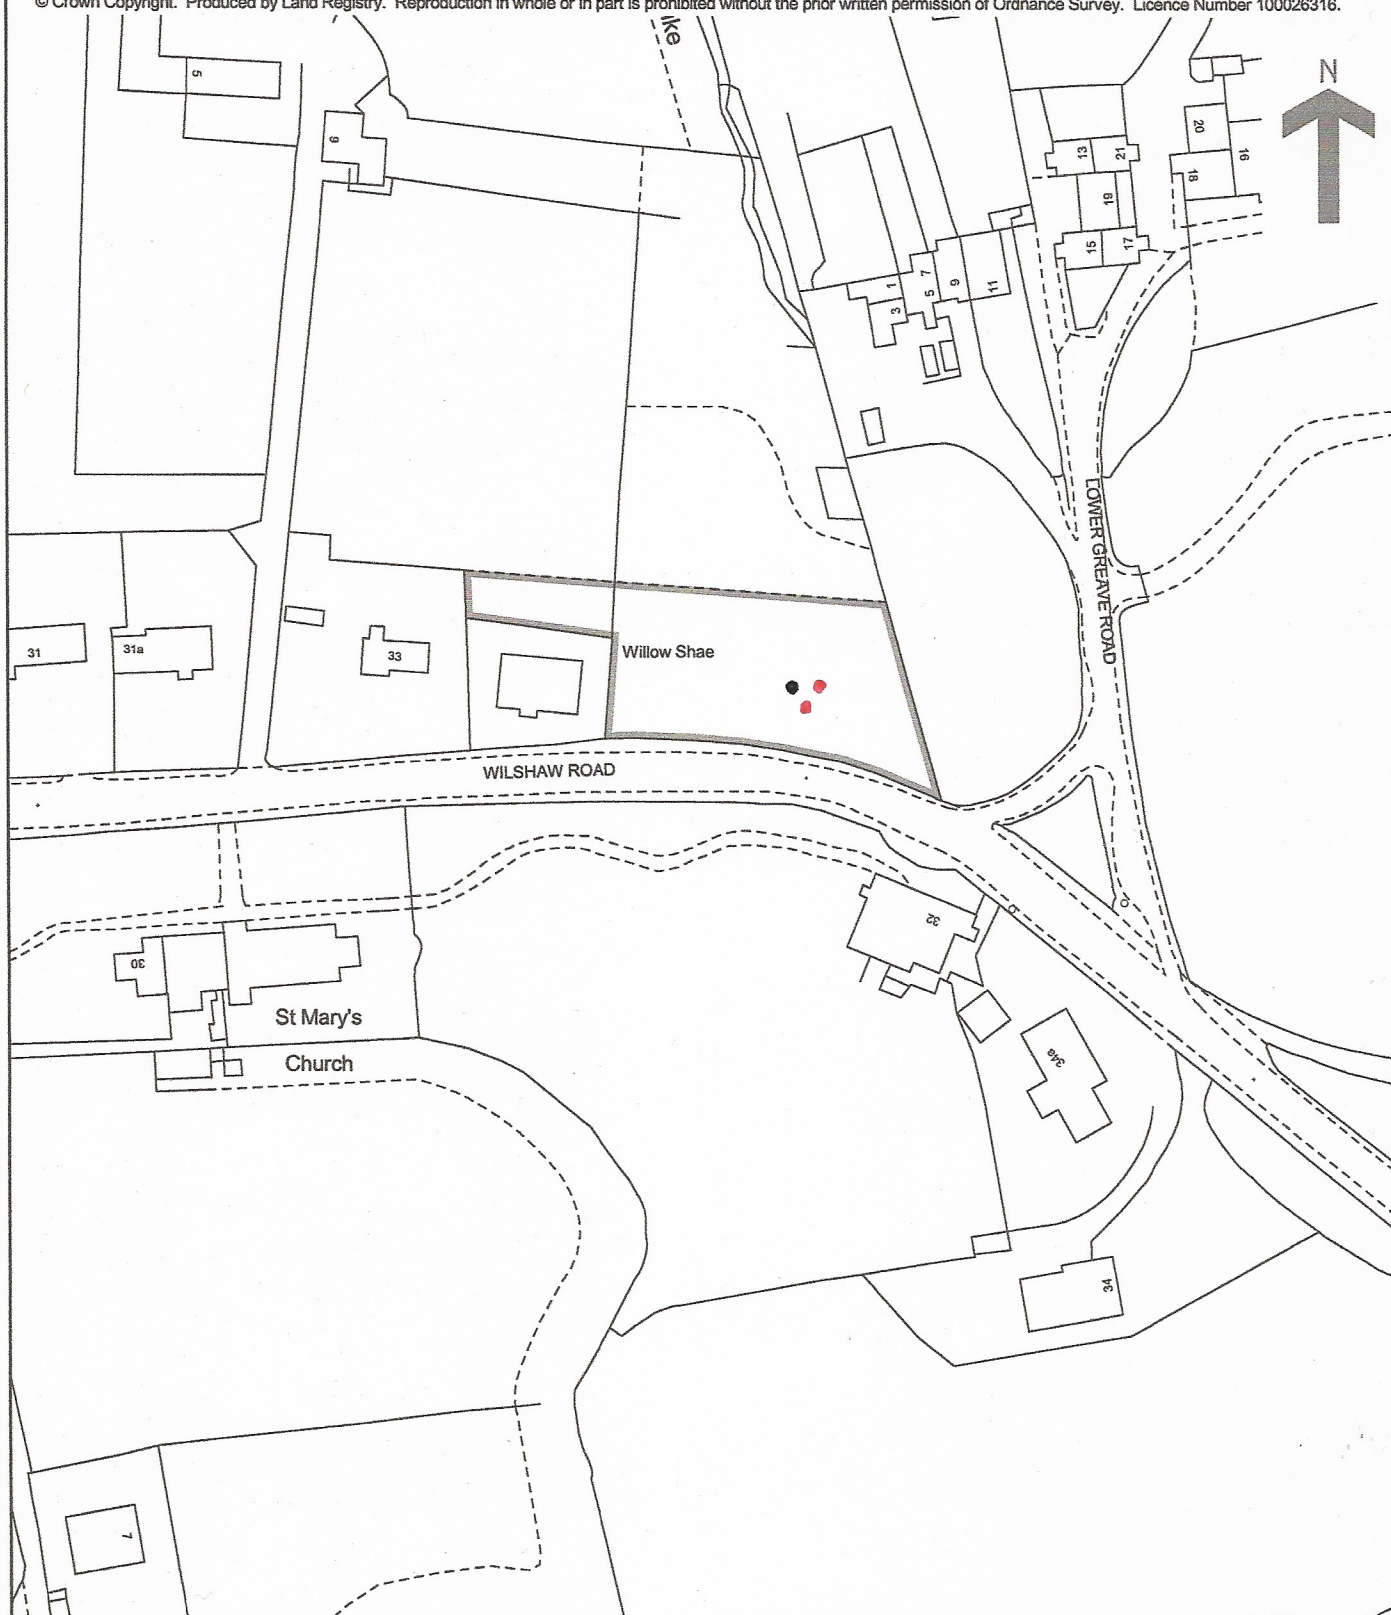 © Crown Copyright. Produced by Land Registry. Reproduction in whole or in part is prohibited without the prior written permission of Ordnance Survey. Licence Number 100026316.
N
5
9
20
16
18
13
21
19
15
17
1
3
5
7
9
11
LOWER GREAVE ROAD
31
31a
33
Willow Shae
WILSHAW ROAD
32
30
St Mary's
Church
34a
34
7